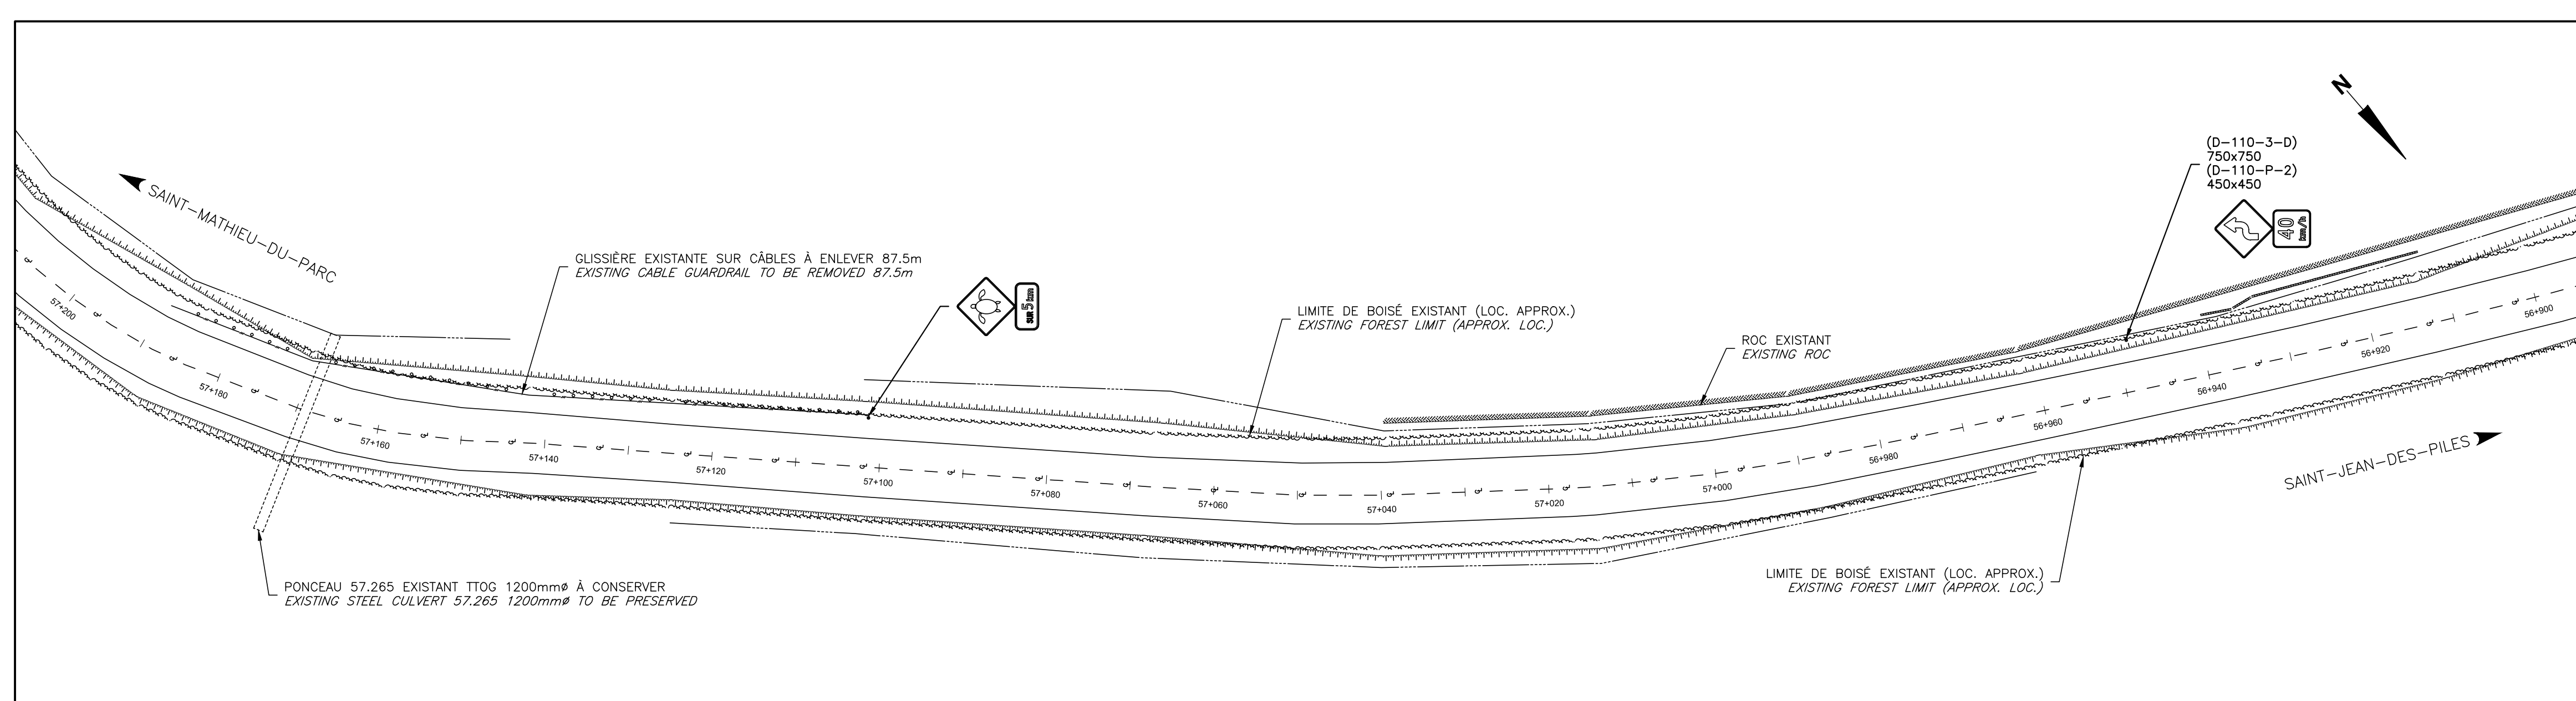 N
(D-110-3-D)
750x750
(D-110-P-2)
450x450
40
km/h
SAINT-MATHIEU-DU-PARC
GLISSIÈRE EXISTANTE SUR CÂBLES À ENLEVER 87.5m
EXISTING CABLE GUARDRAIL TO BE REMOVED 87.5m
SUR 5 km
LIMITE DE BOISÉ EXISTANT (LOC. APPROX.)
EXISTING FOREST LIMIT (APPROX. LOC.)
ROC EXISTANT
EXISTING ROC
57+200
57+180
57+160
57+140
57+120
57+100
57+080
57+060
57+040
57+020
57+000
56+980
56+960
56+940
56+920
56+900
SAINT-JEAN-DES-PILES
PONCEAU 57.265 EXISTANT TTOG 1200mmø À CONSERVER
EXISTING STEEL CULVERT 57.265 1200mmø TO BE PRESERVED
LIMITE DE BOISÉ EXISTANT (LOC. APPROX.)
EXISTING FOREST LIMIT (APPROX. LOC.)